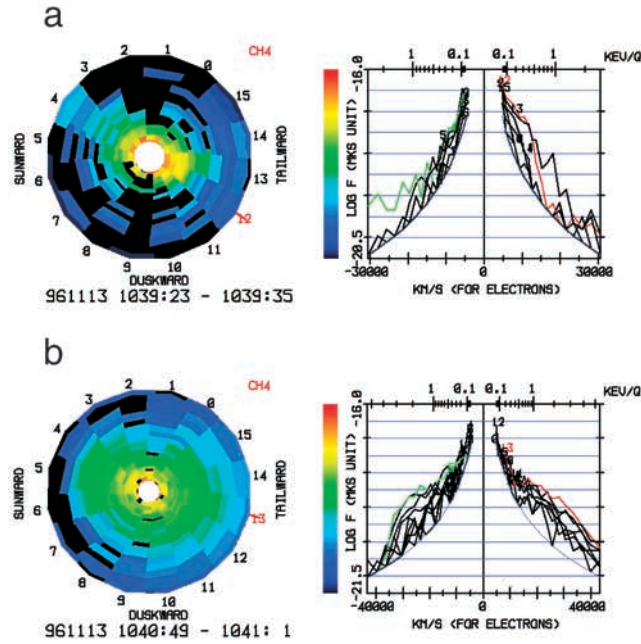 a
CH4
2 1
3 0
4 15
5 14
6 13
7 12
8 11
9 10
SUNWARD
TAILWARD
DUSKWARD
961113 1039:23 - 1039:35
1 0.1 0.1 1 KEV/Q
-16.0
LOG F (MKS UNIT)
-20.5
-30000 0 30000
KM/S (FOR ELECTRONS)
b
CH4
2 1
3 0
4 15
5 14
6 13
7 12
8 11
9 10
SUNWARD
TAILWARD
DUSKWARD
961113 1040:49 - 1041: 1
1 0.1 0.1 1 KEV/Q
-16.0
LOG F (MKS UNIT)
-21.5
-40000 0 40000
KM/S (FOR ELECTRONS)